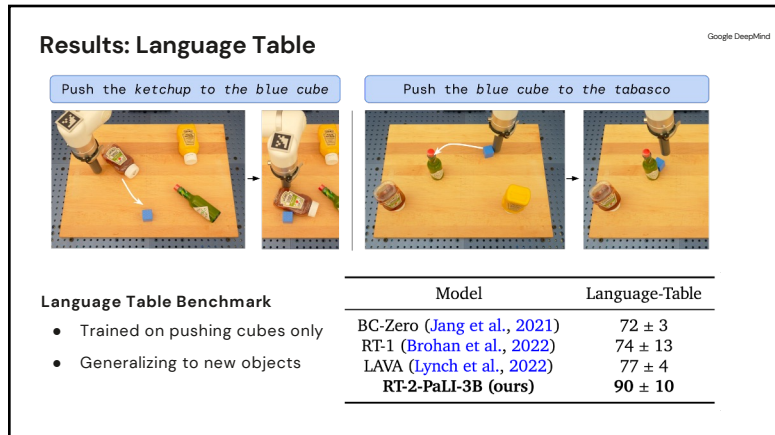 Results: Language Table
Google DeepMind
Push the ketchup to the blue cube
Push the blue cube to the tabasco
Language Table Benchmark
● Trained on pushing cubes only
● Generalizing to new objects
Model Language-Table
BC-Zero (Jang et al., 2021) 72 ± 3
RT-1 (Brohan et al., 2022) 74 ± 13
LAVA (Lynch et al., 2022) 77 ± 4
RT-2-PaLI-3B (ours) 90 ± 10